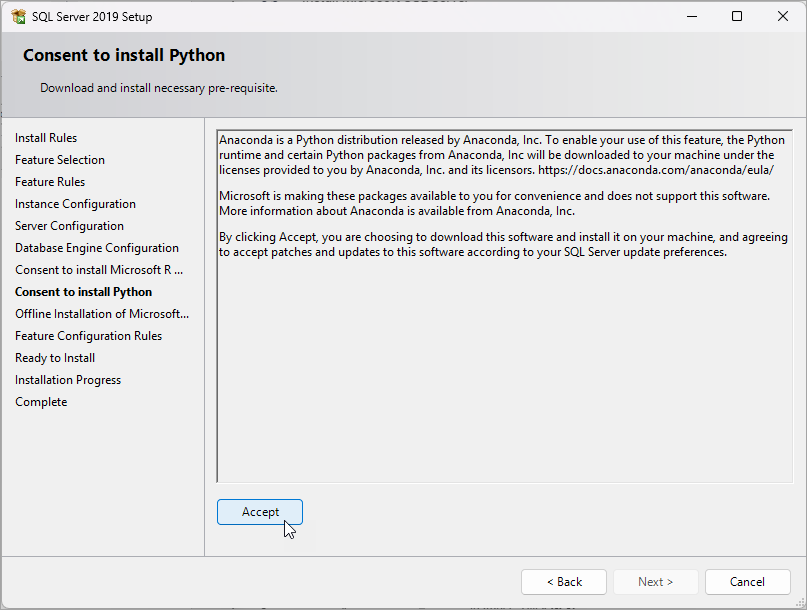 SQL Server 2019 Setup
Consent to install Python
Download and install necessary pre-requisite.
Install Rules
Feature Selection
Feature Rules
Instance Configuration
Server Configuration
Database Engine Configuration
Consent to install Microsoft R ...
Consent to install Python
Offline Installation of Microsoft...
Feature Configuration Rules
Ready to Install
Installation Progress
Complete
Anaconda is a Python distribution released by Anaconda, Inc. To enable your use of this feature, the Python
runtime and certain Python packages from Anaconda, Inc will be downloaded to your machine under the
licenses provided to you by Anaconda, Inc. and its licensors. https://docs.anaconda.com/anaconda/eula/
Microsoft is making these packages available to you for convenience and does not support this software.
More information about Anaconda is available from Anaconda, Inc.
By clicking Accept, you are choosing to download this software and install it on your machine, and agreeing
to accept patches and updates to this software according to your SQL Server update preferences.
Accept
< Back
Next >
Cancel